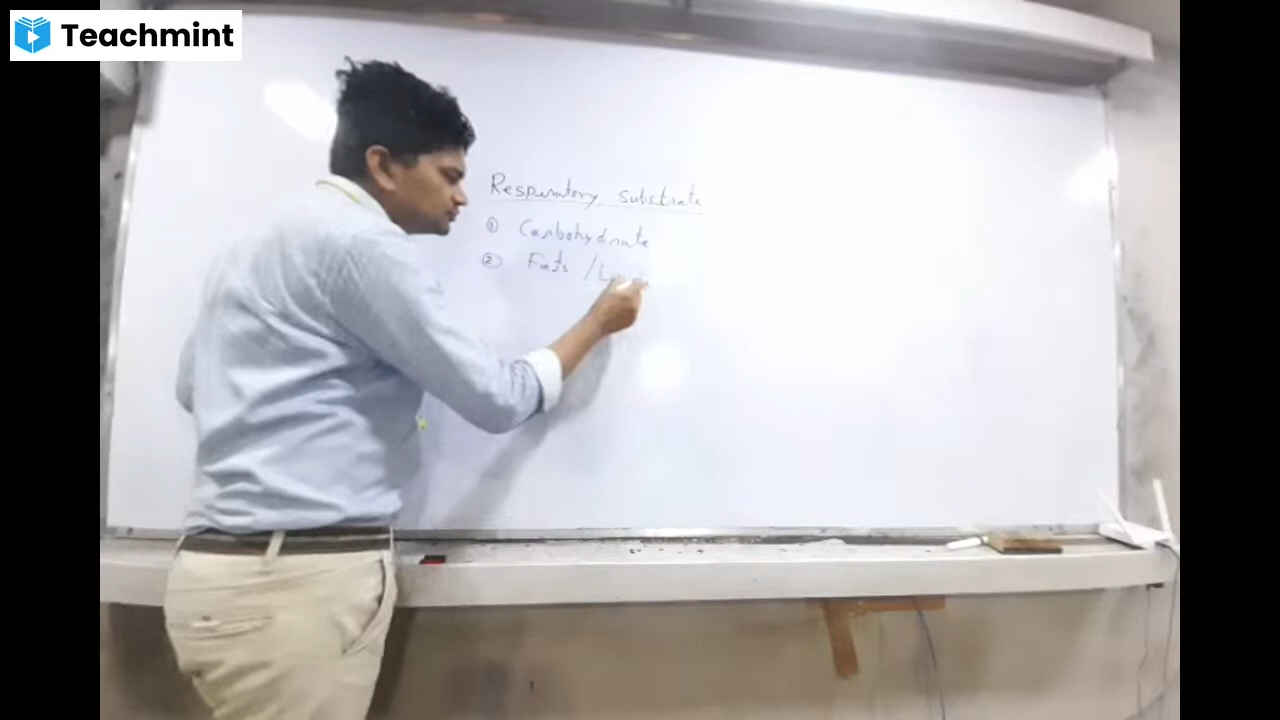 Teachmint
Respiratory substrate
① Carbohydrate
② Fats /